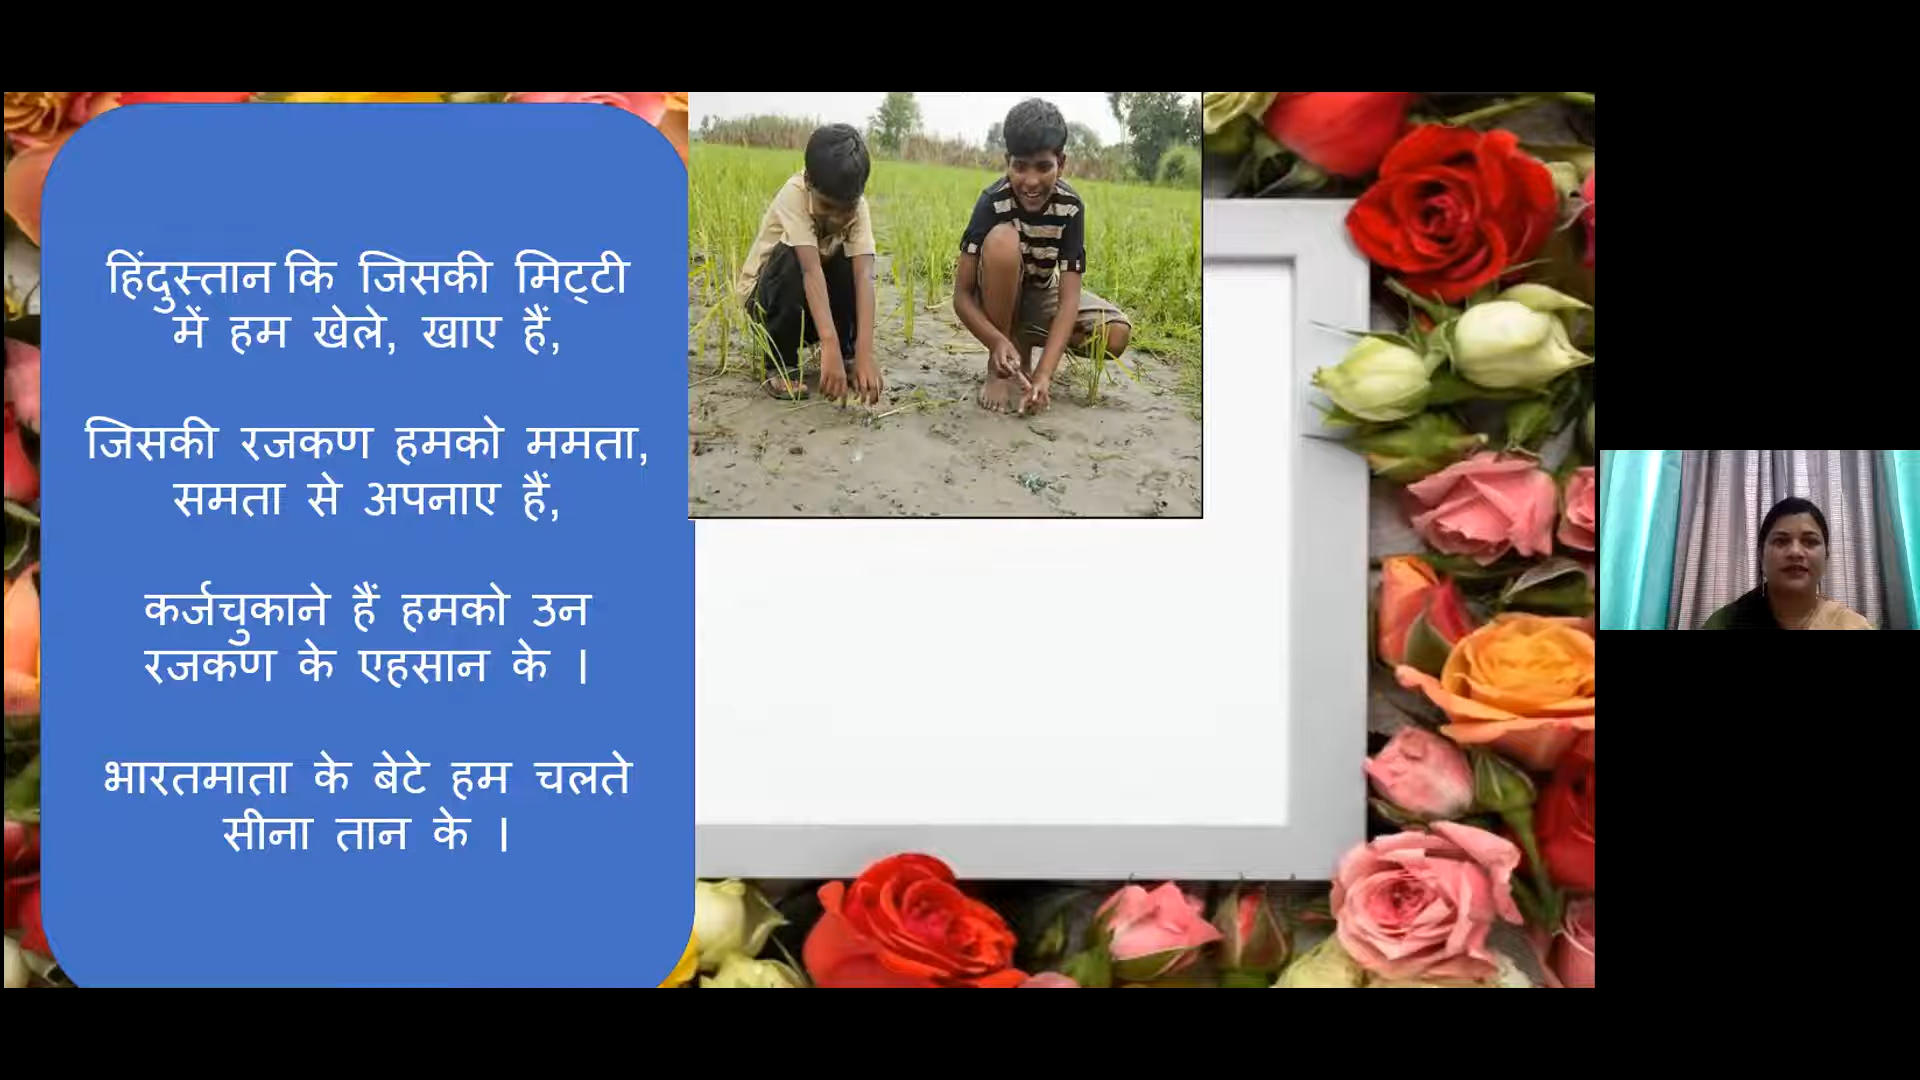 हिंदुस्तान कि जिसकी मिट्टी
में हम खेले, खाए हैं,
जिसकी रजकण हमको ममता,
समता से अपनाए हैं,
कर्जचुकाने हैं हमको उन
रजकण के एहसान के ।
भारतमाता के बेटे हम चलते
सीना तान के ।